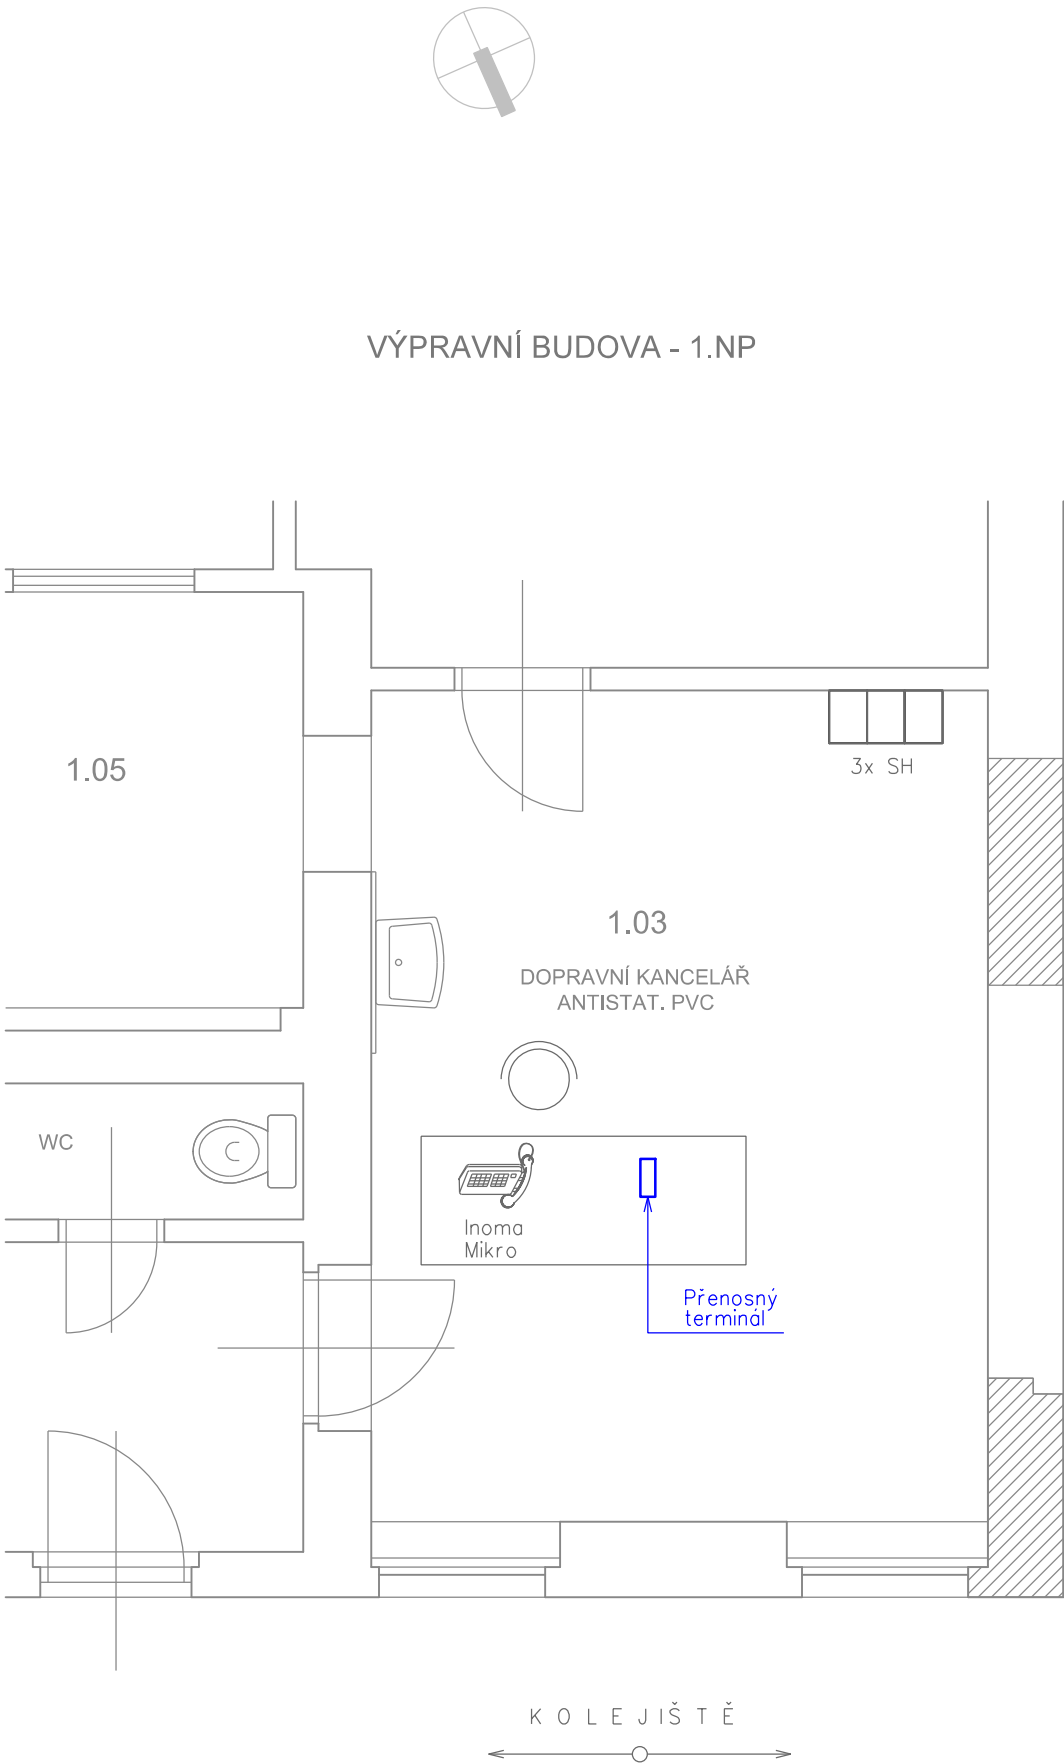 VÝPRAVNÍ BUDOVA - 1.NP
1.05
3x SH
1.03
DOPRAVNÍ KANCELÁŘ
ANTISTAT. PVC
WC
Inoma
Mikro
Přenosný
terminál
KOLEJIŠTĚ